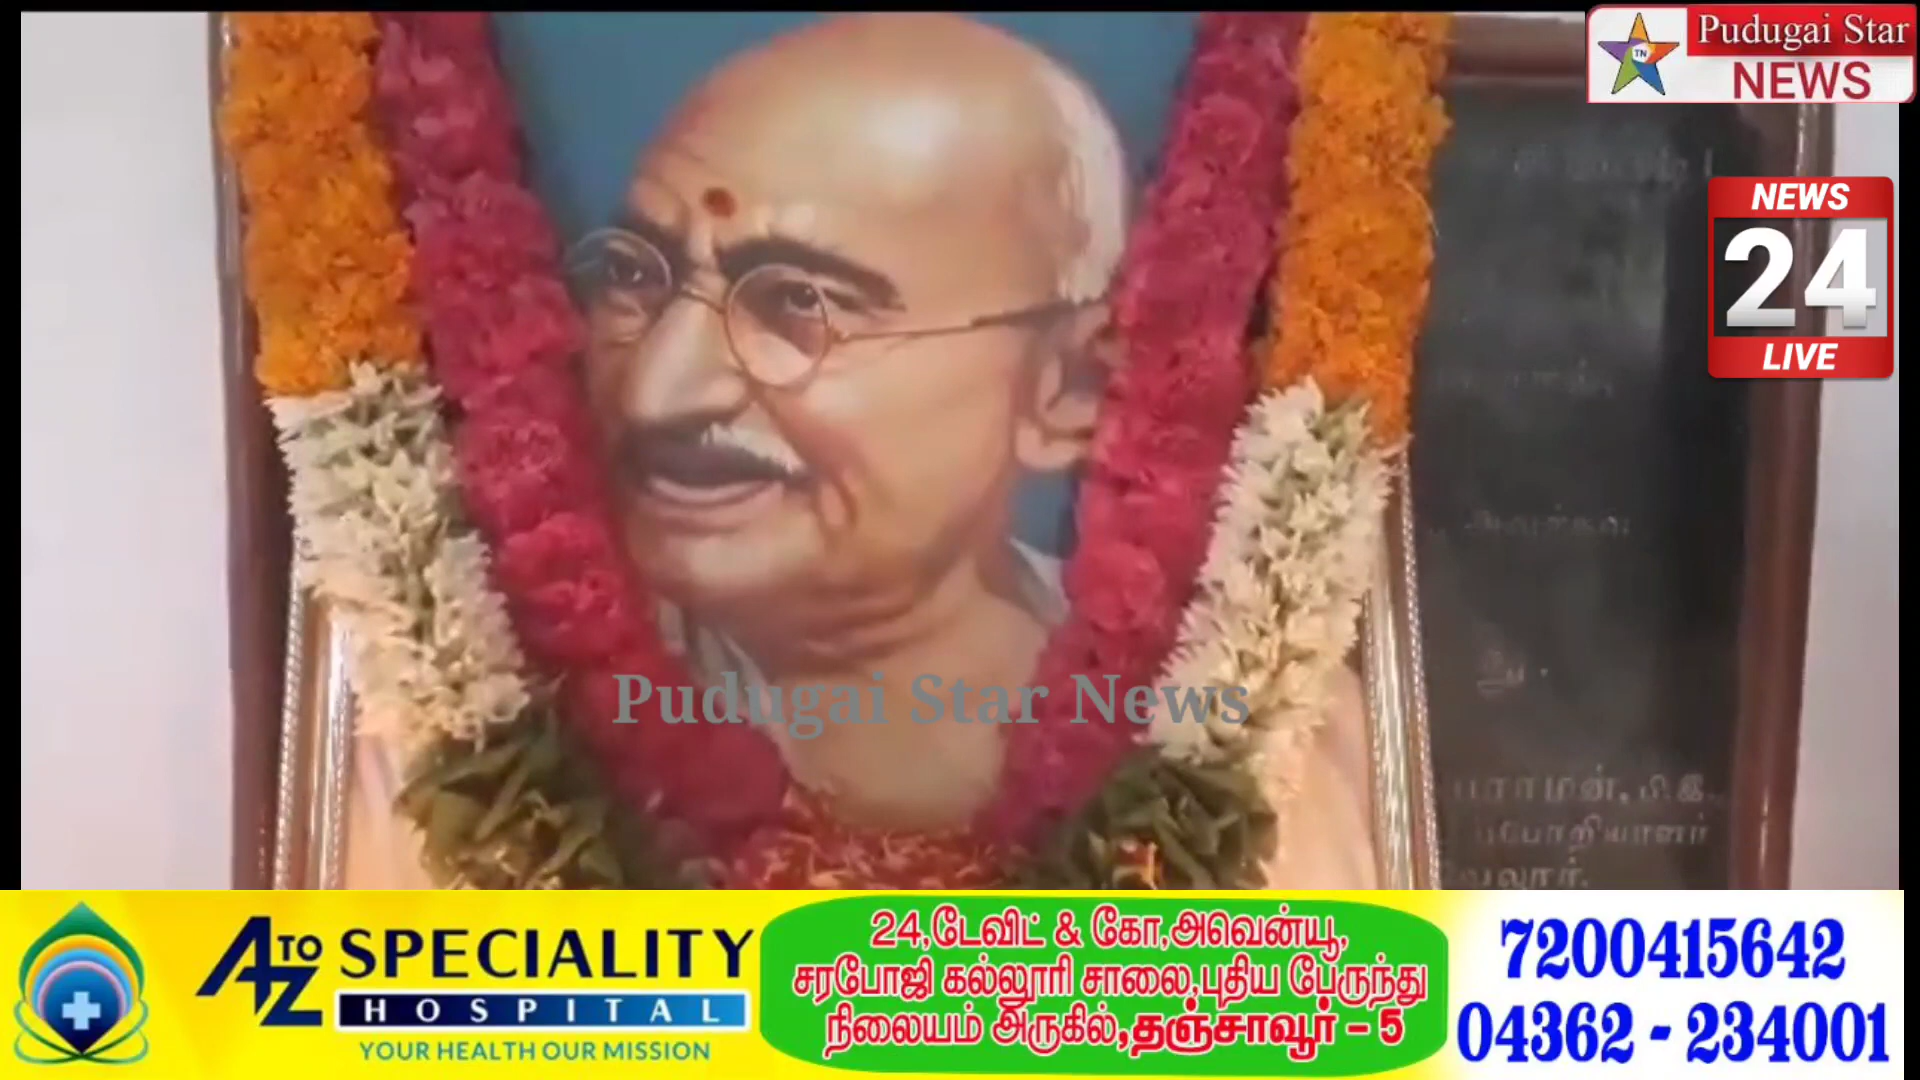 Pudugai Star
NEWS
TN
NEWS
24
LIVE
Pudugai Star News
வேலூர்.
A TO Z SPECIALITY
HOSPITAL
YOUR HEALTH OUR MISSION
24,டேவிட் & கோ,அவென்யூ,
சரபோஜி கல்லூரி சாலை,புதிய பேருந்து
நிலையம் அருகில்,தஞ்சாவூர் – 5
7200415642
04362 - 234001